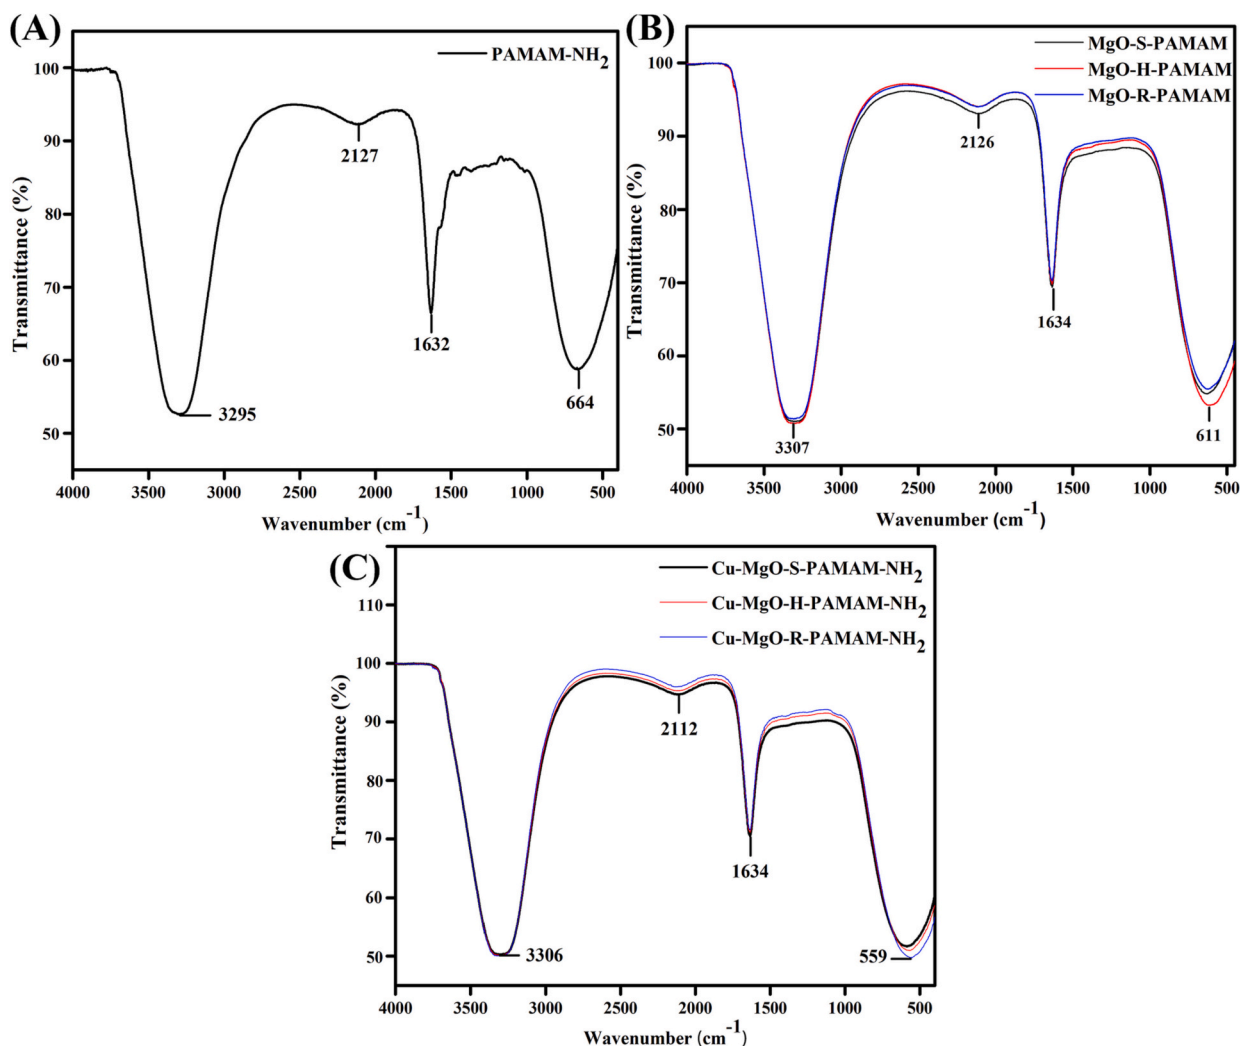 (A)
PAMAM-NH2
100
90
80
70
60
50
Transmittance (%)
2127
1632
3295
664
4000 3500 3000 2500 2000 1500 1000 500
Wavenumber (cm-1)
(B)
MgO-S-PAMAM
MgO-H-PAMAM
MgO-R-PAMAM
100
90
80
70
60
50
Transmittance (%)
2126
1634
3307
611
4000 3500 3000 2500 2000 1500 1000 500
Wavenumber (cm-1)
(C)
Cu-MgO-S-PAMAM-NH2
Cu-MgO-H-PAMAM-NH2
Cu-MgO-R-PAMAM-NH2
110
100
90
80
70
60
50
Transmittance (%)
2112
1634
3306
559
4000 3500 3000 2500 2000 1500 1000 500
Wavenumber (cm-1)